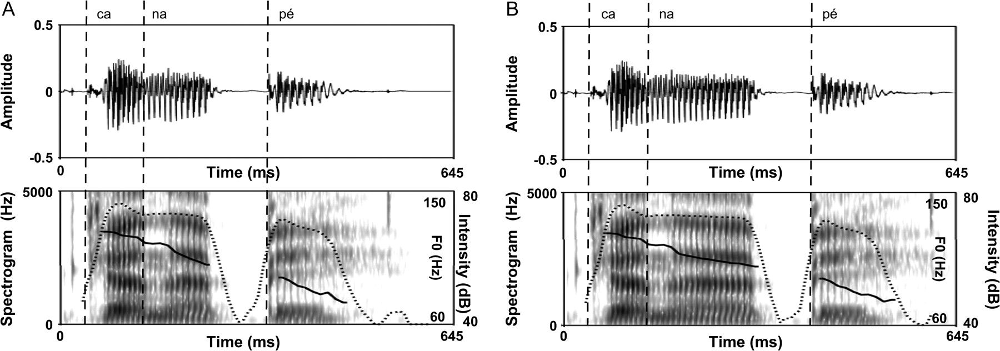 A
ca na pé
0.5
0
-0.5
Amplitude
0 Time (ms) 645
5000
0
Spectrogram (Hz)
150
60
F0 (Hz)
80
40
Intensity (dB)
0 Time (ms) 645
B
ca na pé
0.5
0
-0.5
Amplitude
0 Time (ms) 645
5000
0
Spectrogram (Hz)
150
60
F0 (Hz)
80
40
Intensity (dB)
0 Time (ms) 645